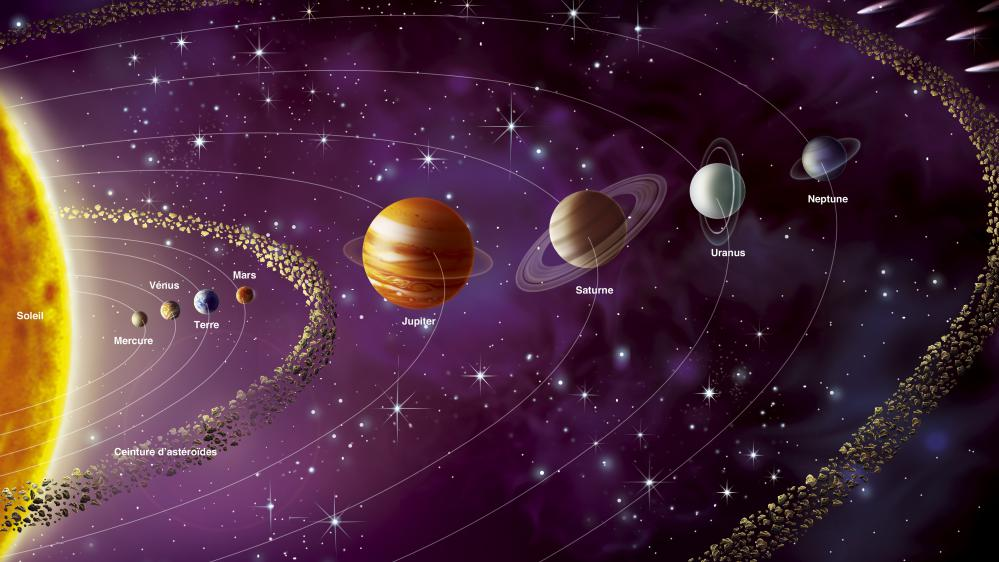 Soleil
Mercure
Vénus
Terre
Mars
Ceinture d'astéroïdes
Jupiter
Saturne
Uranus
Neptune